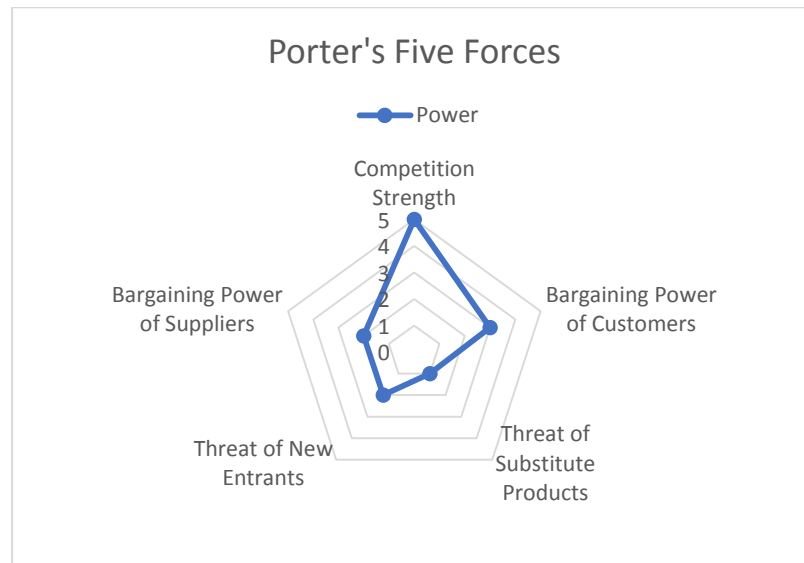 Porter's Five Forces
Power
Competition
Strength
5
4
3
2
1
0
Bargaining Power
of Customers
Threat of
Substitute
Products
Threat of New
Entrants
Bargaining Power
of Suppliers